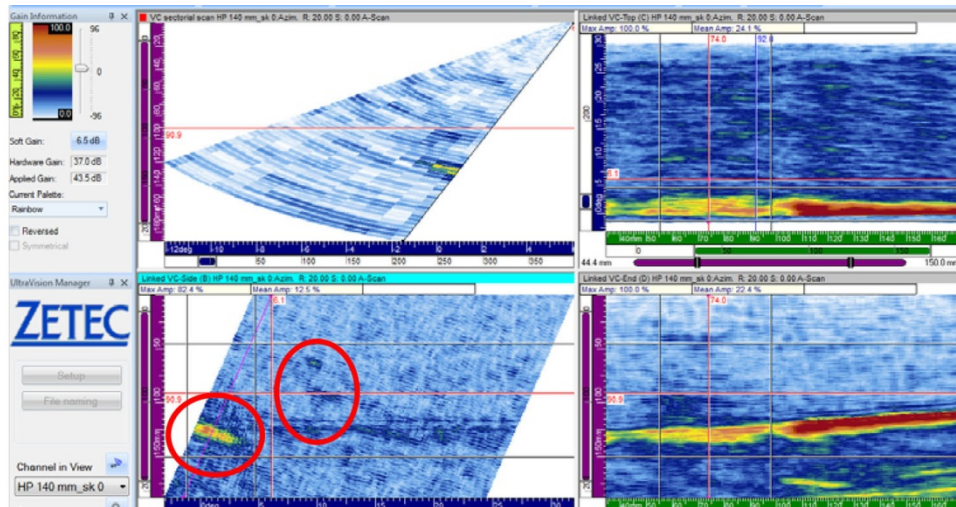 Gain Information
100.0
96
0
0.0
-96
Soft Gain: 6.5 dB
Hardware Gain: 37.0 dB
Applied Gain: 43.5 dB
Current Palette:
Rainbow
Reversed
Symmetrical
UltraVision Manager
ZETEC
Setup
File naming
Channel in View
HP 140 mm_sk 0
VC sectorial scan HP 140 mm_sk 0:Azim. R: 20.00 S: 0.00 A-Scan
90.9
Linked VC-Top (C) HP 140 mm_sk 0:Azim. R: 20.00 S: 0.00 A-Scan
Max Amp: 100.0 % Mean Amp: 24.1 %
74.0
6.1
44.4 mm
150.0 m
Linked VC-Side (B) HP 140 mm_sk 0:Azim. R: 20.00 S: 0.00 A-Scan
Max Amp: 82.4 % Mean Amp: 12.5 %
6.1
90.9
Linked VC-End (D) HP 140 mm_sk 0:Azim. R: 20.00 S: 0.00 A-Scan
Max Amp: 100.0 % Mean Amp: 22.4 %
74.0
90.9